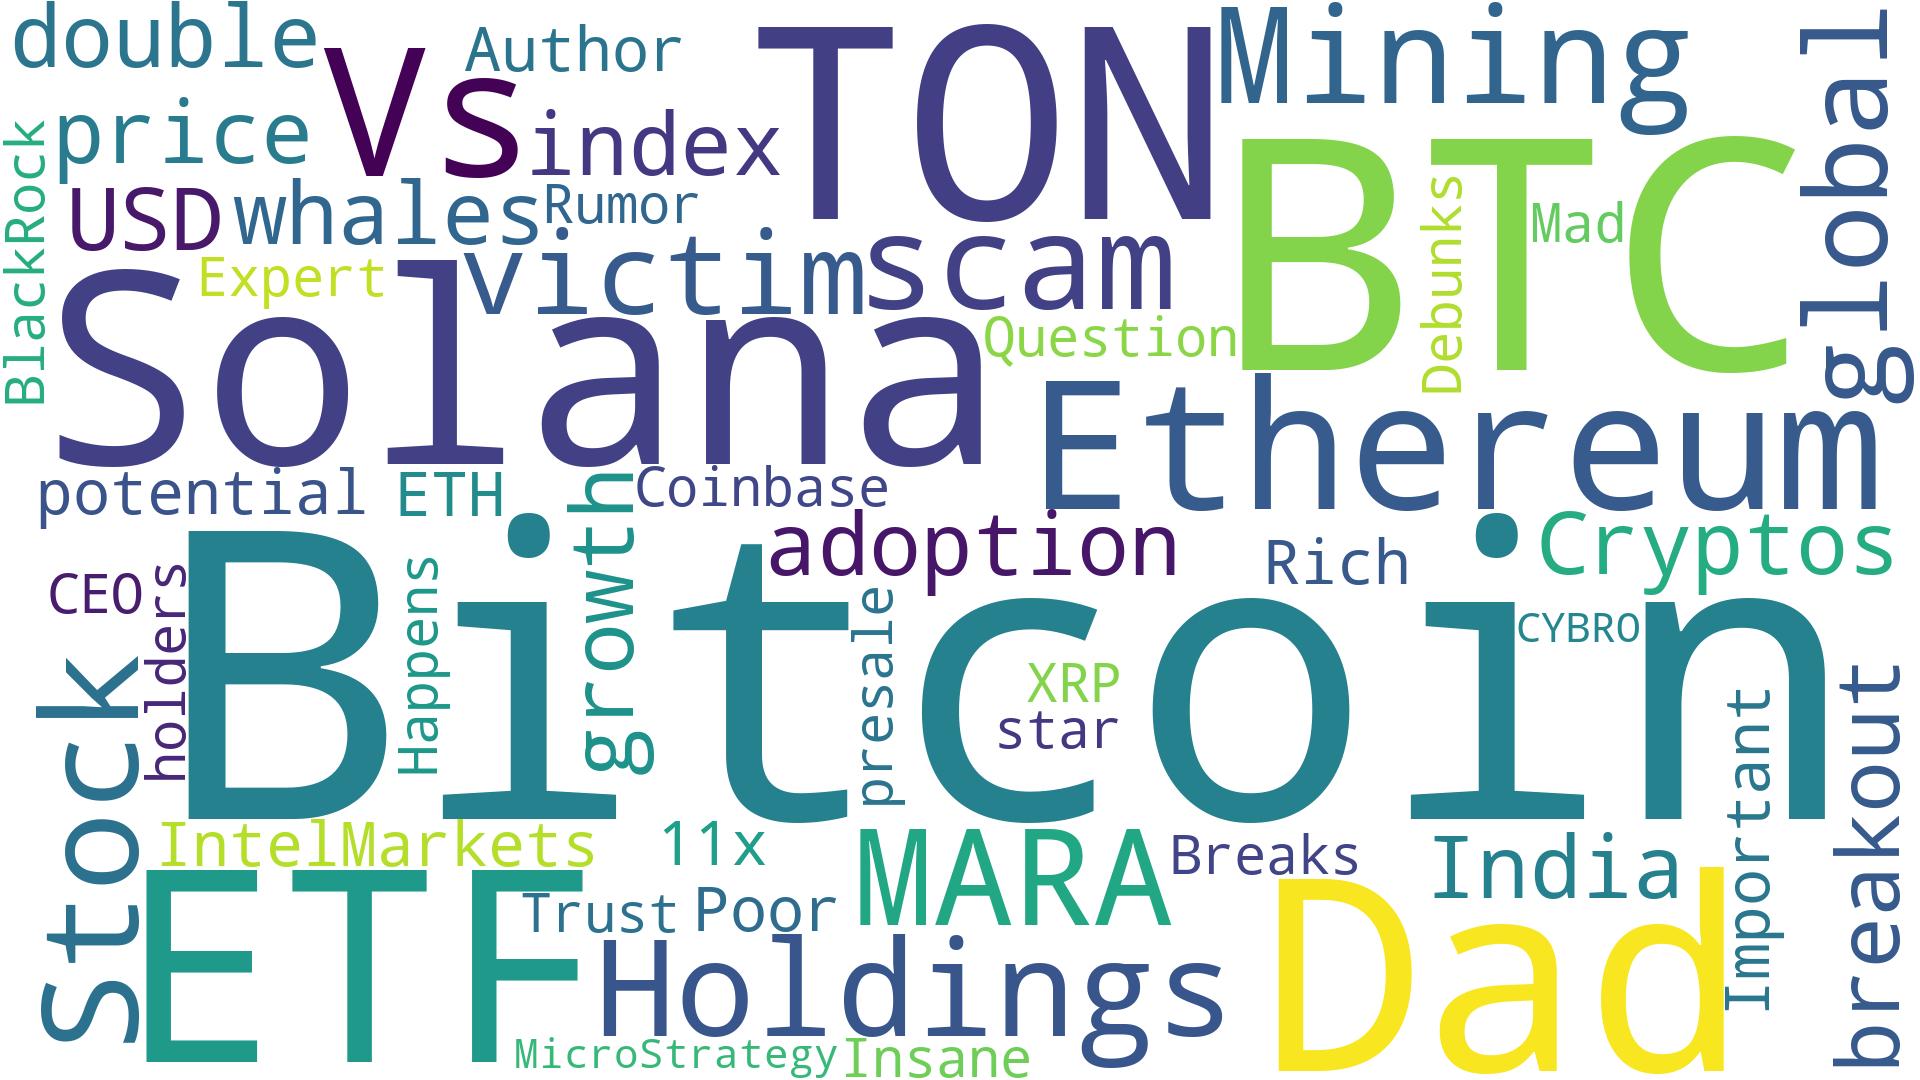 double
Vs
Author
TON
Mining
global
price
index
BTC
BlackRock
USD
whales
Rumor
Debunks
Mad
Expert
victim
scam
Solana
Question
Ethereum
potential
ETH
growth
Coinbase
adoption
Rich
Cryptos
CEO
holders
Bitcoin
Happens
presale
XRP
star
CYBRO
Stock
Important
breakout
IntelMarkets
11x
MARA
Breaks
India
ETF
Trust
Poor
Dad
Holdings
MicroStrategy
Insane